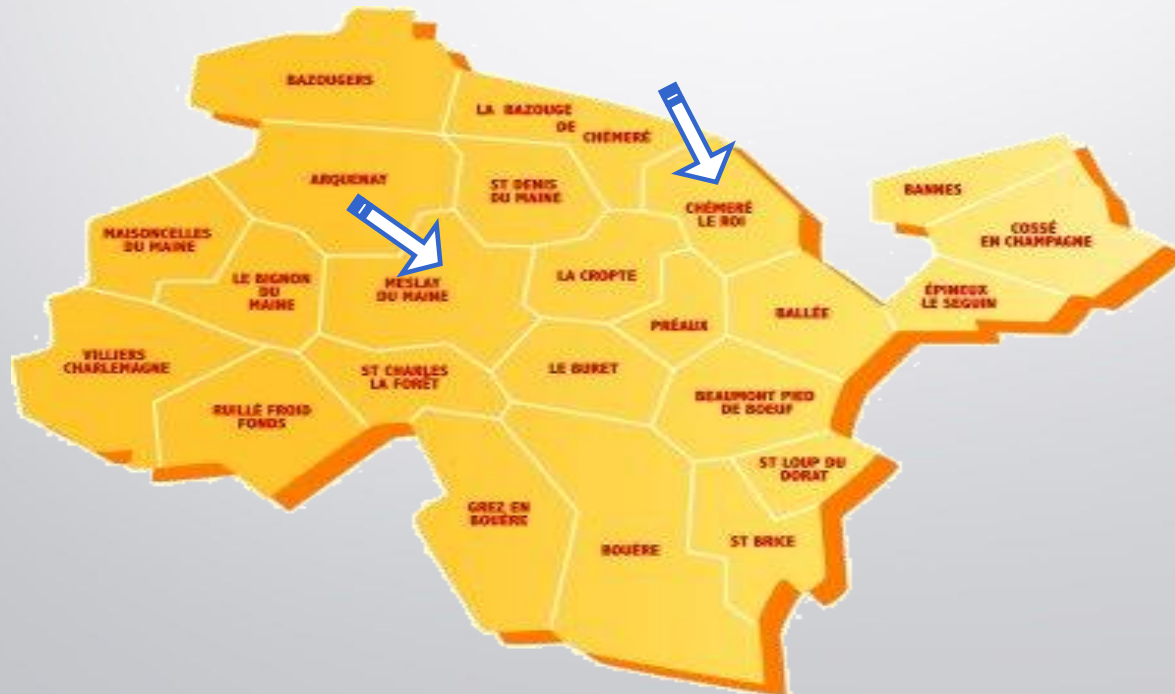 BAZOUGERS
LA BAZOUGE
DE
CHÉMERÉ
ARQUENAY
ST DENIS
DU MAINE
CHÉMERÉ
LE ROI
BANNES
COSSÉ
EN CHAMPAGNE
MAISONCELLES
DU MAINE
LE BIGNON
DU
MAINE
MESLAY
DU MAINE
LA CROPTE
PRÉAUX
BALLÉE
ÉPINEUX
LE SEGUIN
VILLIERS
CHARLEMAGNE
RUILLÉ FROID
FONDS
ST CHARLES
LA FORÊT
LE BURET
BEAUMONT PIED
DE BOEUF
ST LOUP DU
DORAT
GREZ EN
BOUÈRE
BOUÈRE
ST BRICE